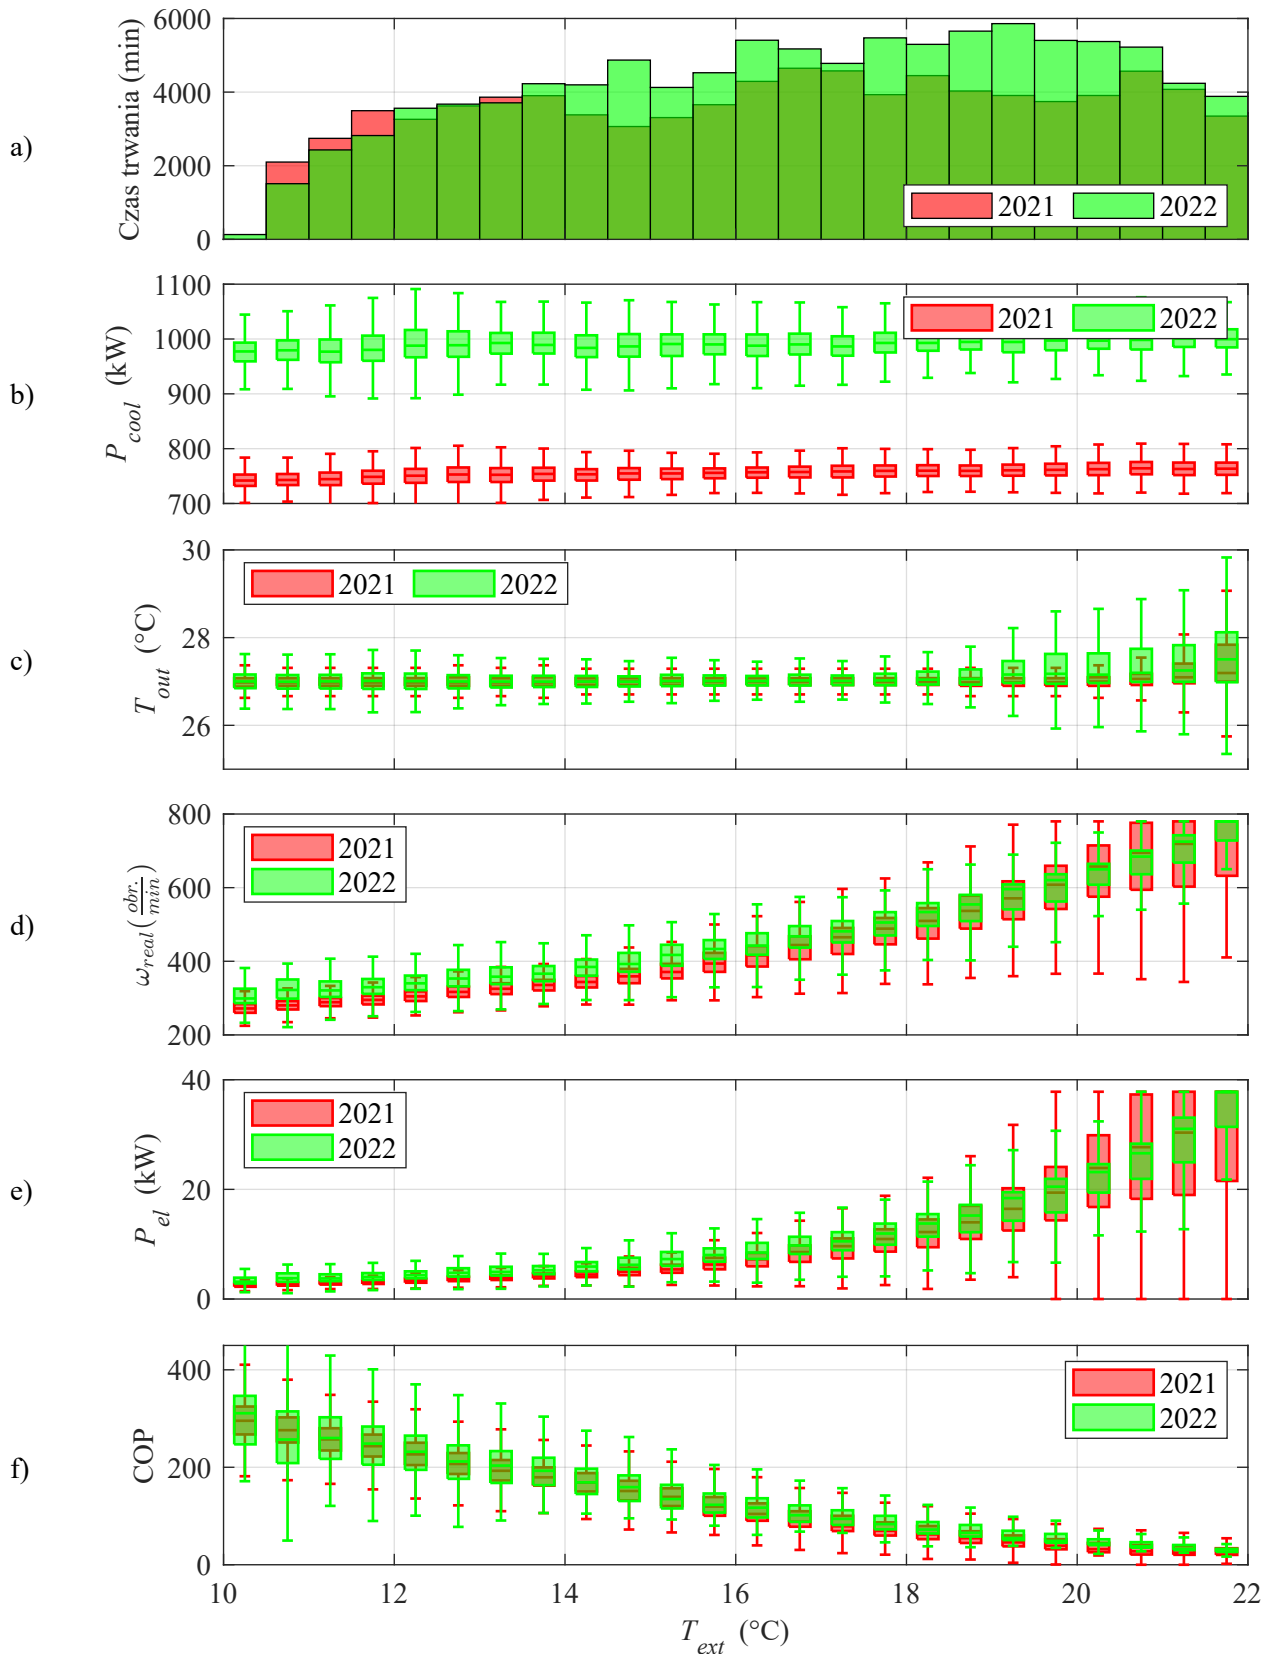 a)
Czas trwania (min)
6000
4000
2000
0
2021 2022
b)
P_cool (kW)
1100
1000
900
800
700
2021 2022
c)
T_out (°C)
30
28
26
2021 2022
d)
ω_real (obr./min)
800
600
400
200
2021
2022
e)
P_el (kW)
40
20
0
2021
2022
f)
COP
400
200
0
2021
2022
10 12 14 16 18 20 22
T_ext (°C)